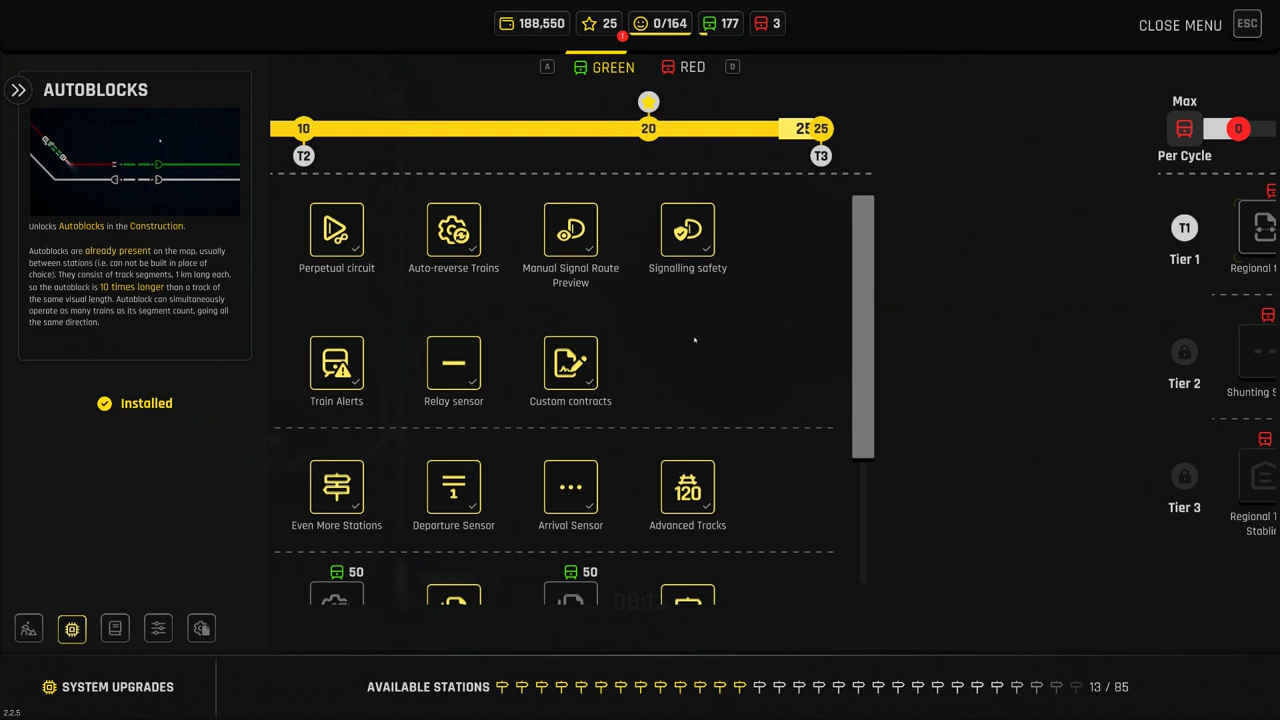 188,550
25
0/164
177
3
CLOSE MENU
ESC
A
GREEN
RED
D
AUTOBLOCKS
Unlocks Autoblocks in the Construction.
Autoblocks are already present on the map, usually
between stations (i.e. can not be built in place of
choice). They consist of track segments, 1 km long each,
so the autoblock is 10 times longer than a track of
the same visual length. Autoblock can simultaneously
operate as many trains as its segment count, going all
the same direction.
Installed
10
20
25
T2
T3
Perpetual circuit
Auto-reverse Trains
Manual Signal Route
Preview
Signalling safety
Train Alerts
Relay sensor
Custom contracts
Even More Stations
1
Departure Sensor
Arrival Sensor
120
Advanced Tracks
50
50
Max
0
Per Cycle
T1
Tier 1
Regional
Tier 2
Shunting S
Tier 3
Regional T
Stablin
SYSTEM UPGRADES
AVAILABLE STATIONS
13 / 85
2.2.5